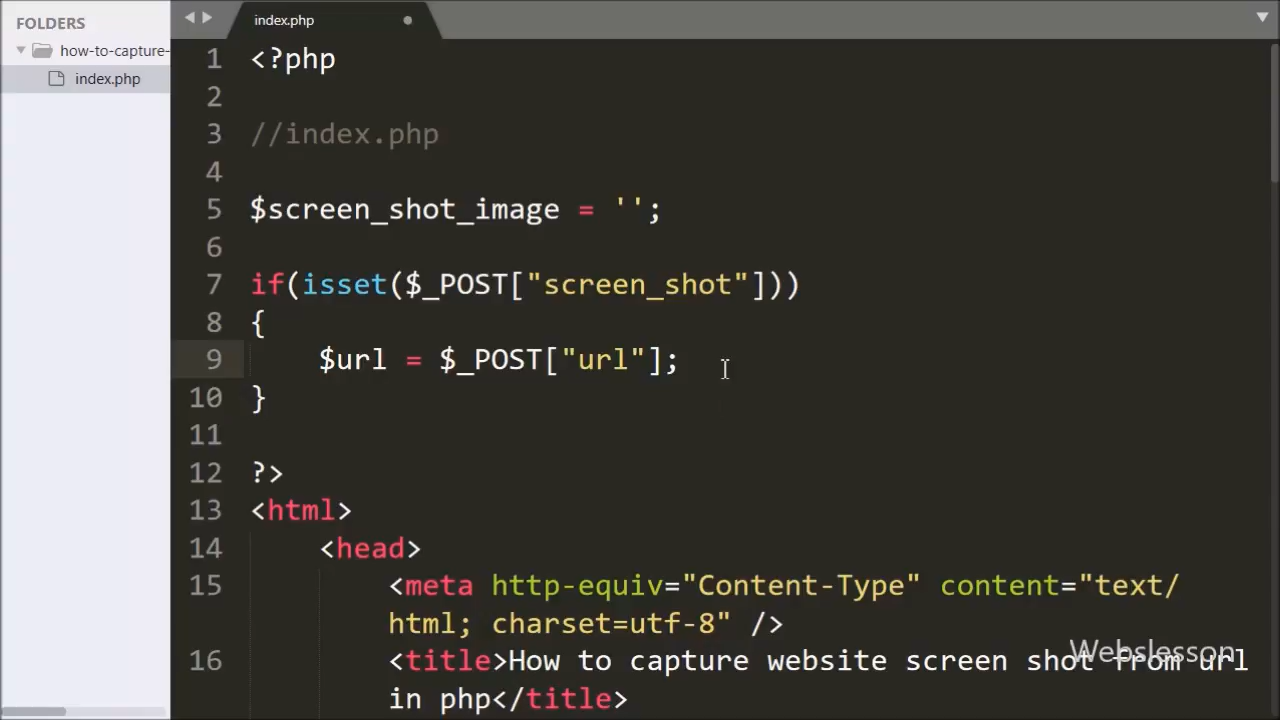 FOLDERS
how-to-capture-
index.php
index.php
1 <?php
2
3 //index.php
4
5 $screen_shot_image = '';
6
7 if(isset($_POST["screen_shot"]))
8 {
9 $url = $_POST["url"];
10 }
11
12 ?>
13 <html>
14 <head>
15 <meta http-equiv="Content-Type" content="text/
html; charset=utf-8" />
16 <title>How to capture website screen shot from url
in php</title>
Webslesson